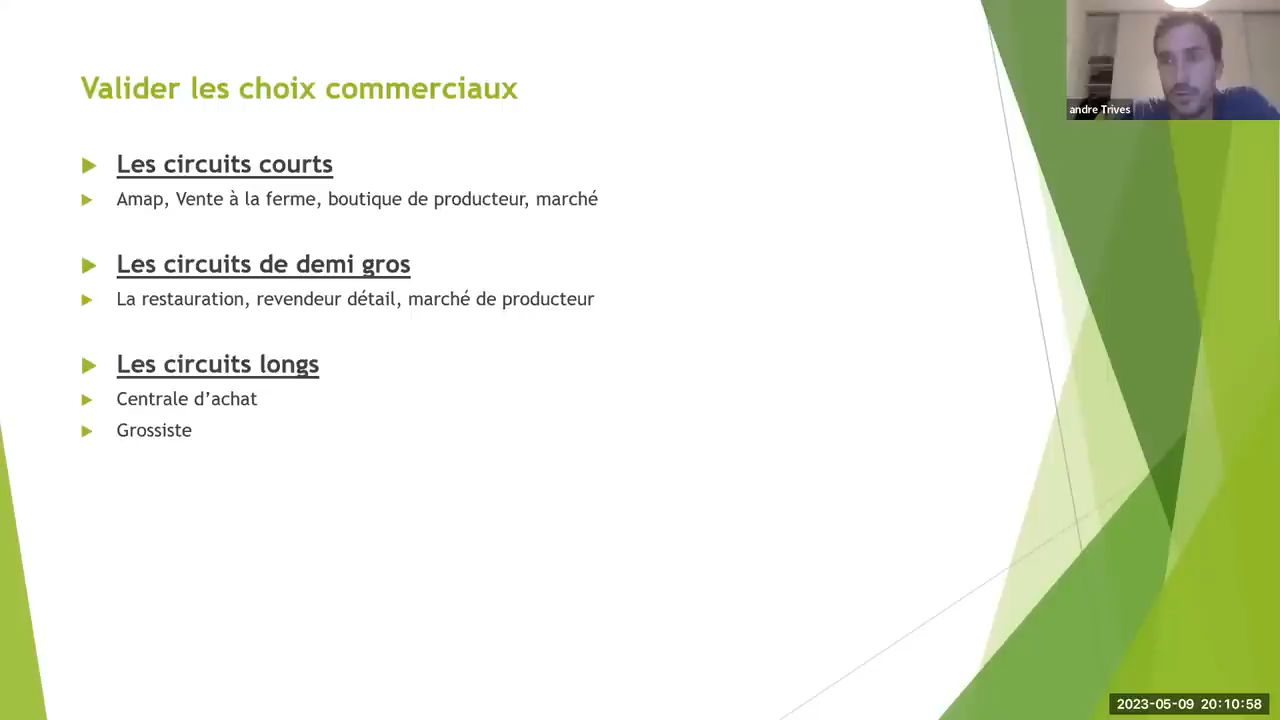 Valider les choix commerciaux
Les circuits courts
Amap, Vente à la ferme, boutique de producteur, marché
Les circuits de demi gros
La restauration, revendeur détail, marché de producteur
Les circuits longs
Centrale d’achat
Grossiste
andre Trives
2023-05-09 20:10:58